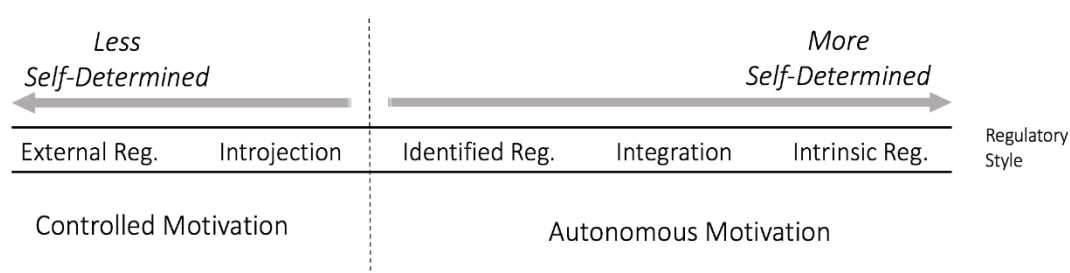 Less
Self-Determined
More
Self-Determined
External Reg.
Introjection
Identified Reg.
Integration
Intrinsic Reg.
Regulatory
Style
Controlled Motivation
Autonomous Motivation